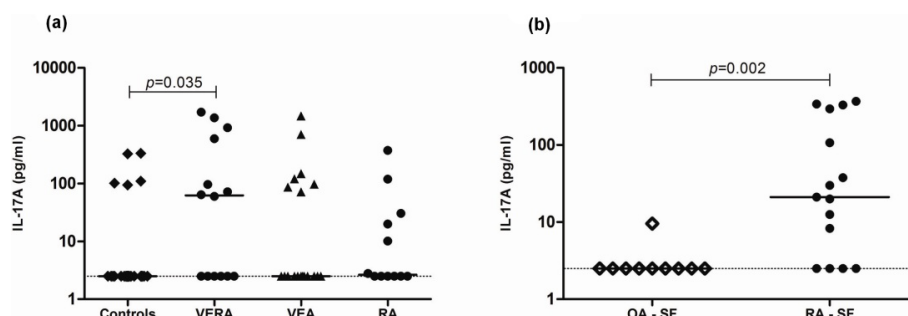 (a)
(b)
p=0.035
p=0.002
10000
1000
100
10
1
IL-17A (pg/ml)
Controls
VERA
VEA
RA
1000
100
10
1
IL-17A (pg/ml)
OA - SF
RA - SF